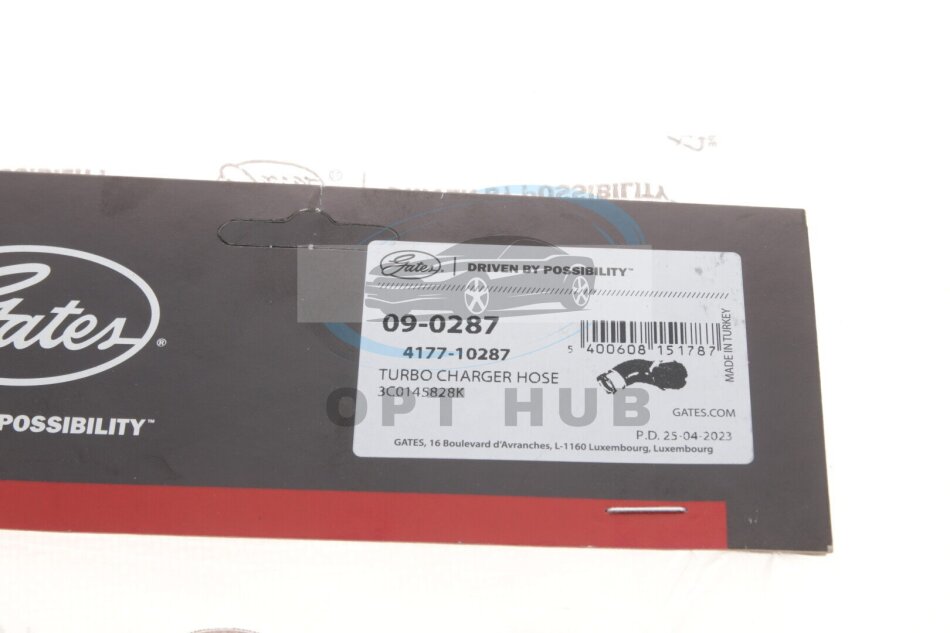 Gates®
POSSIBILITY™
POSSIBILITY
Gates® | DRIVEN BY POSSIBILITY™
09-0287
4177-10287
TURBO CHARGER HOSE
3C0145828K
5 400608 151787
MADE IN TURKEY
GATES.COM
P.D. 25-04-2023
GATES, 16 Boulevard d'Avranches, L-1160 Luxembourg, Luxembourg
OPT HUB